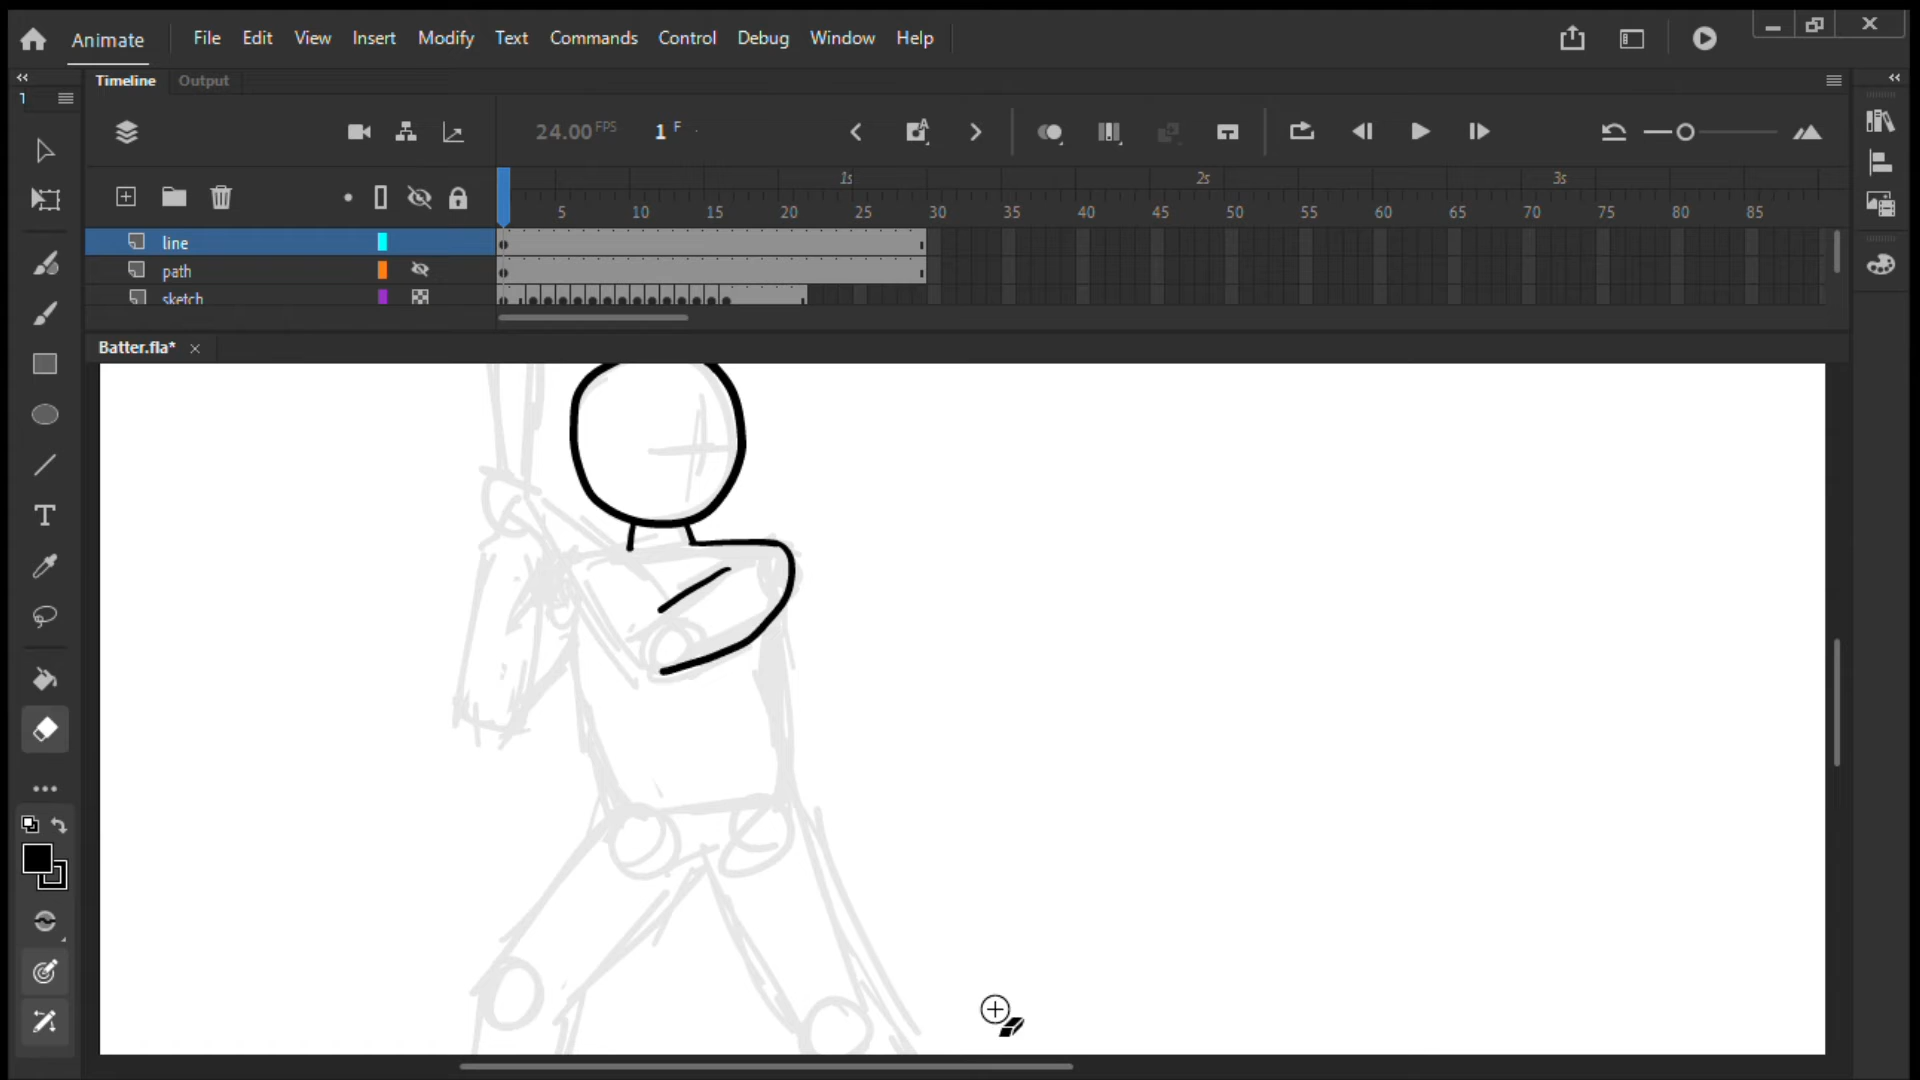 Animate File Edit View Insert Modify Text Commands Control Debug Window Help
Timeline Output
24.00 FPS 1 F
1s 2s 3s
5 10 15 20 25 30 35 40 45 50 55 60 65 70 75 80 85
line
path
sketch
Batter.fla*